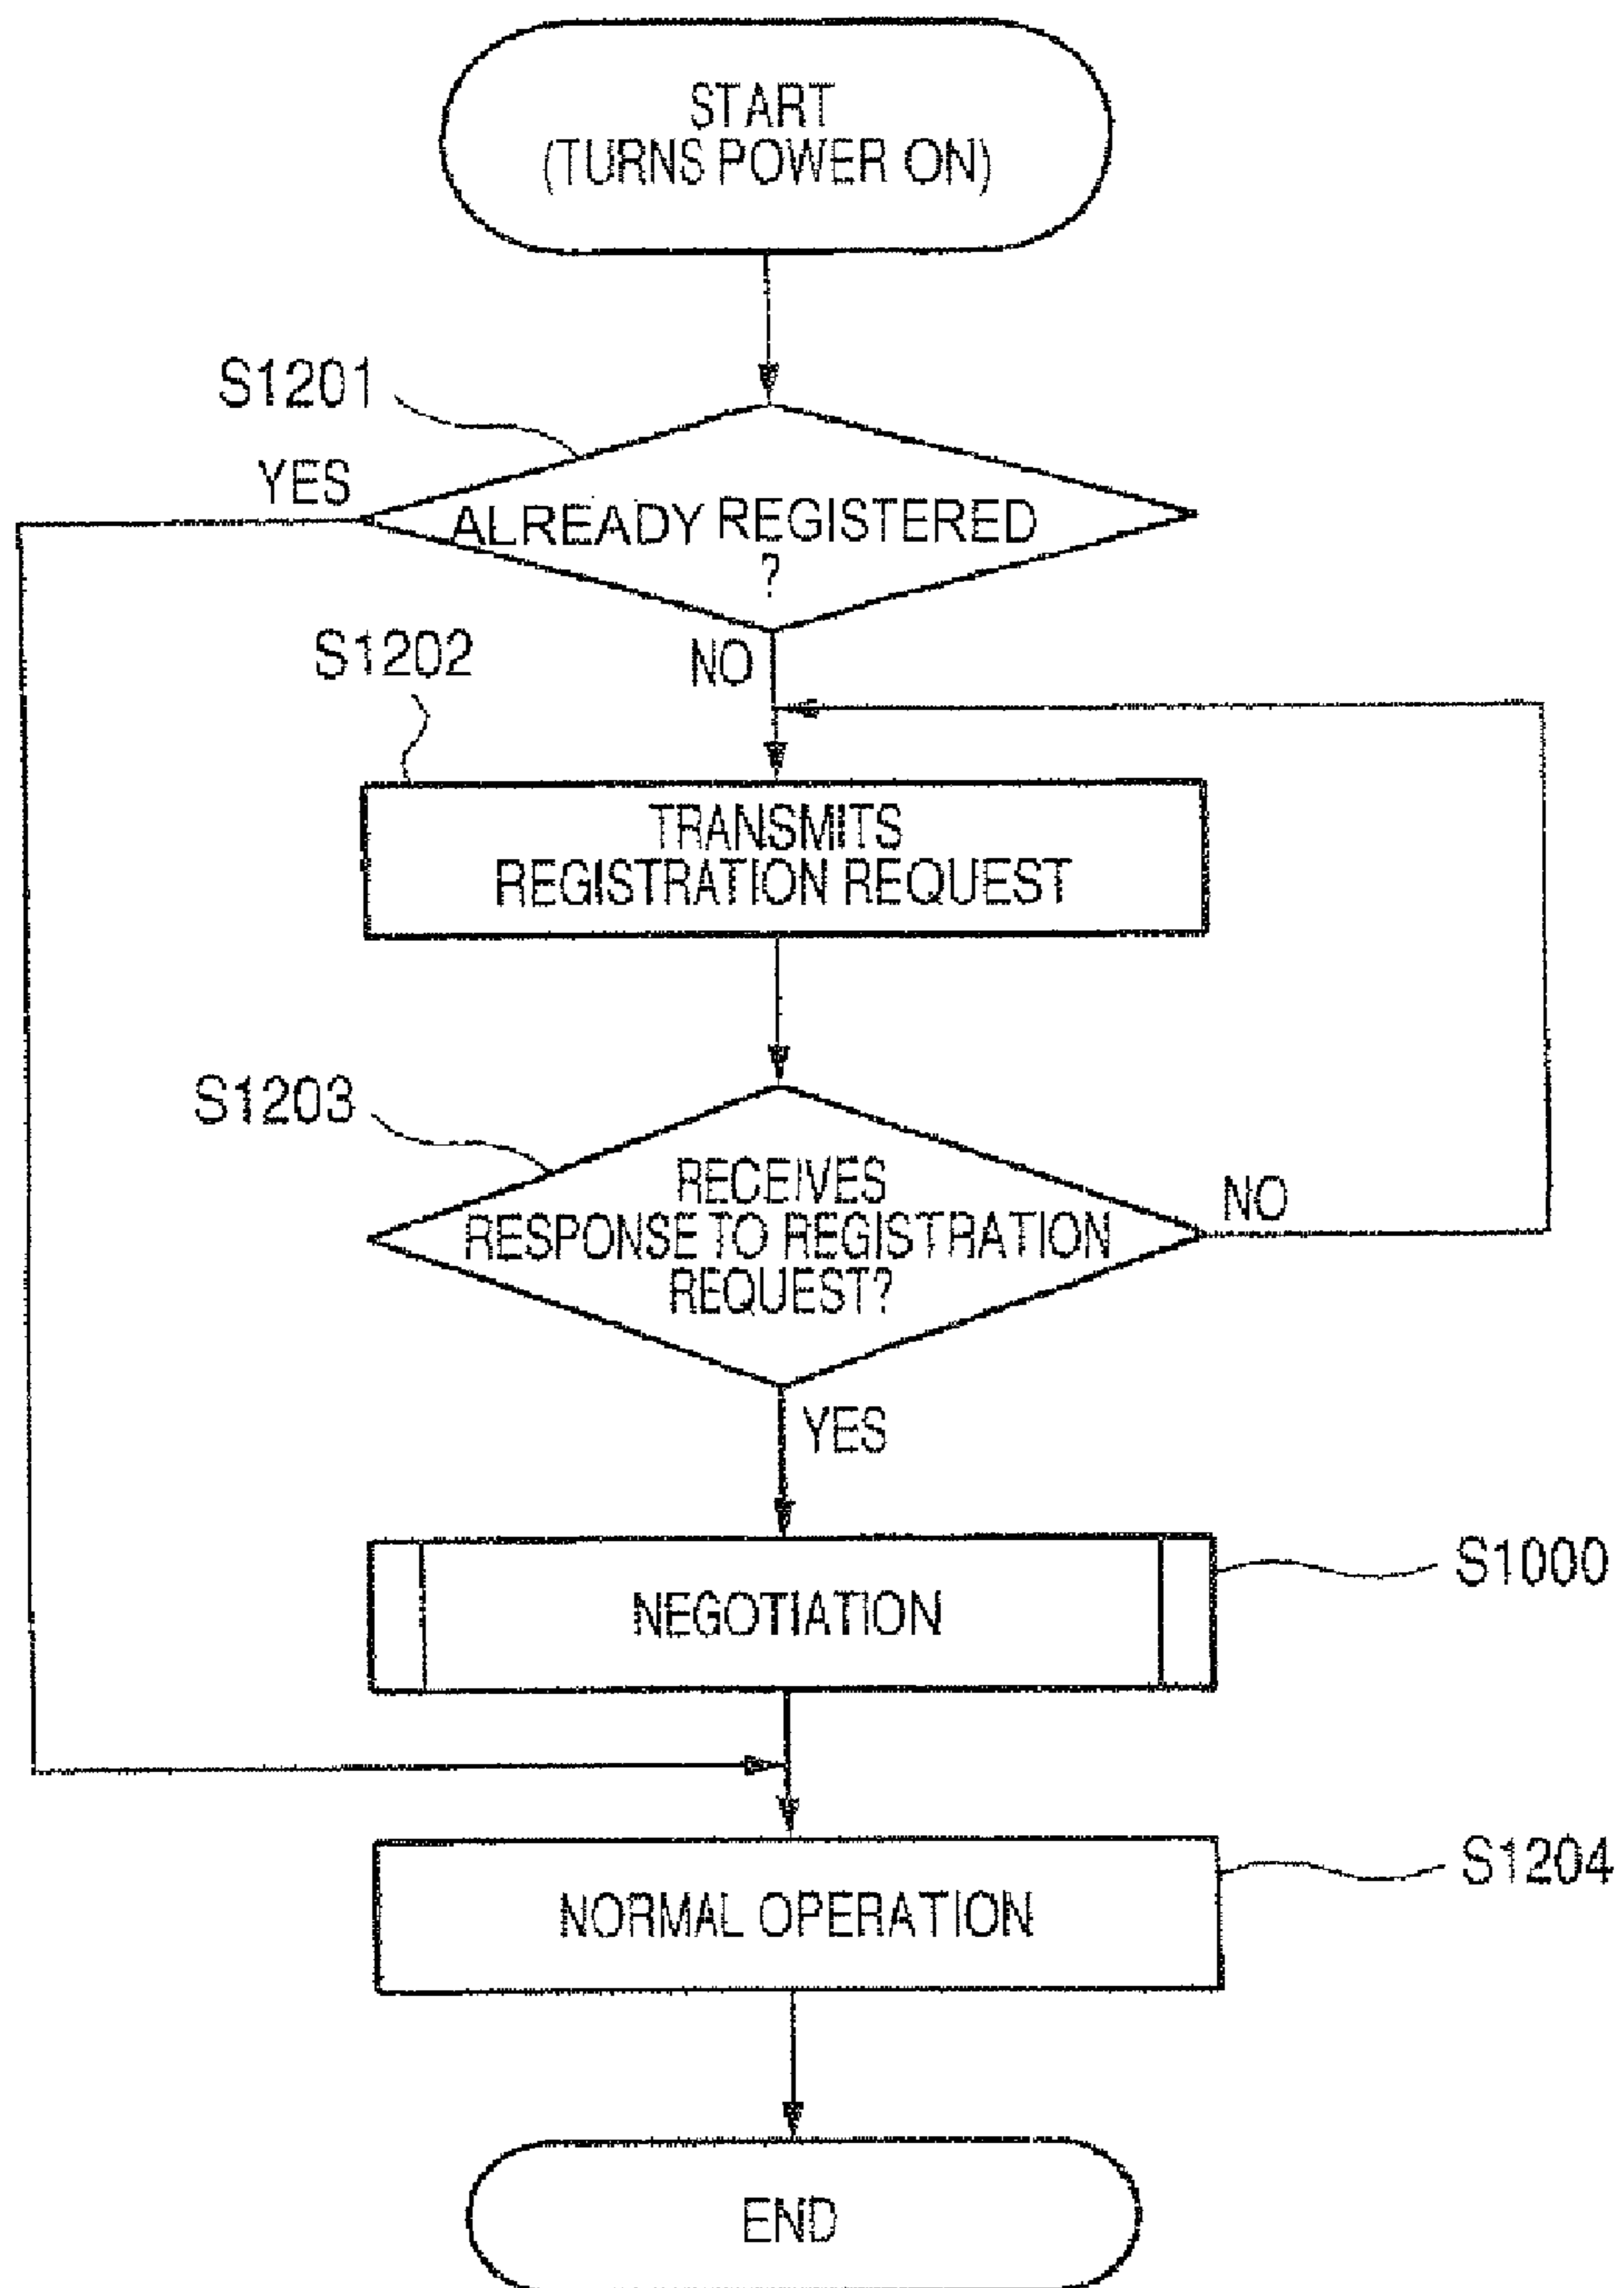 START
(TURNS POWER ON)
S1201
YES
ALREADY REGISTERED
?
NO
S1202
TRANSMITS
REGISTRATION REQUEST
S1203
RECEIVES
RESPONSE TO REGISTRATION
REQUEST?
NO
YES
NEGOTIATION
S1000
NORMAL OPERATION
S1204
END